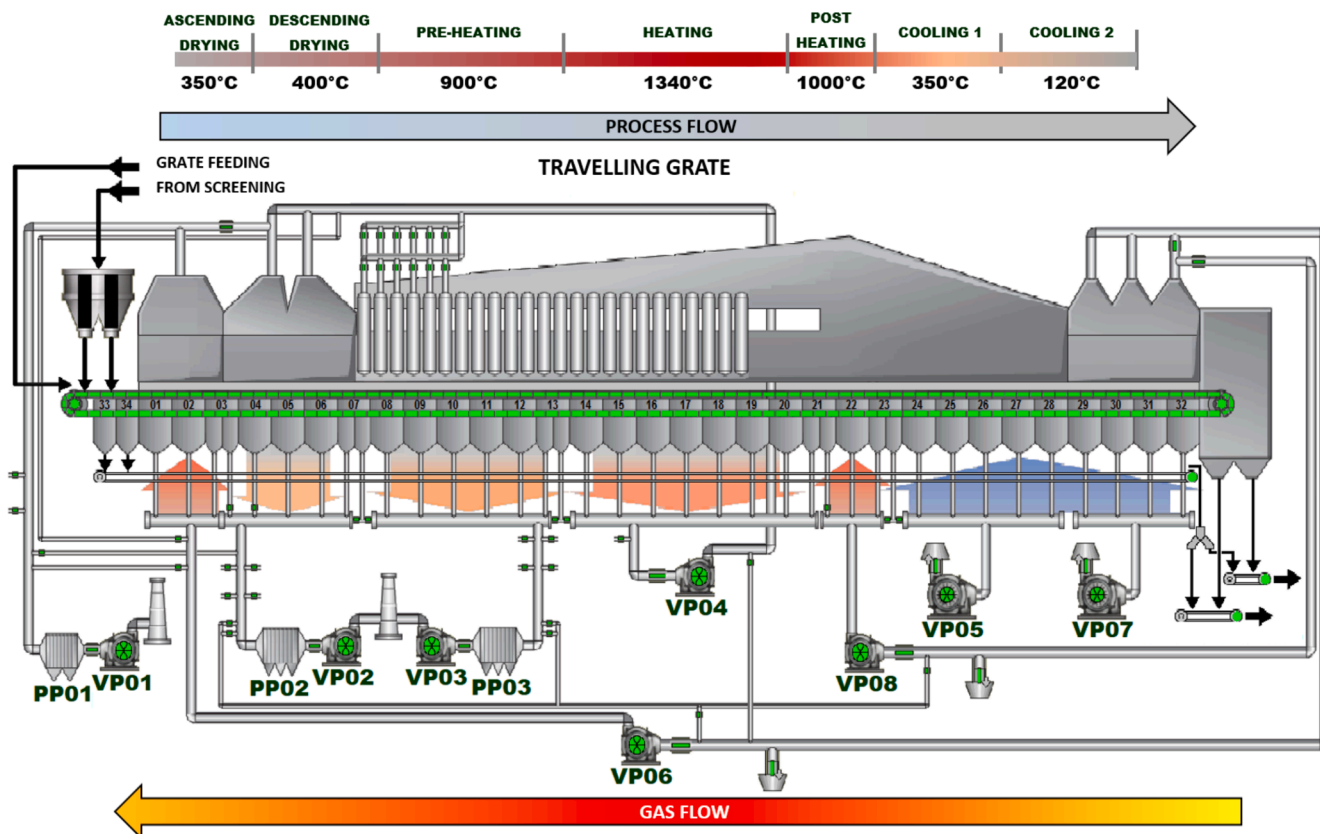 ASCENDING DRYING
DESCENDING DRYING
PRE-HEATING
HEATING
POST HEATING
COOLING 1
COOLING 2
350°C
400°C
900°C
1340°C
1000°C
350°C
120°C
PROCESS FLOW
GRATE FEEDING
FROM SCREENING
TRAVELLING GRATE
33 34 01 02 03 04 05 06 07 08 09 10 11 12 13 14 15 16 17 18 19 20 21 22 23 24 25 26 27 28 29 30 31 32
PP01
VP01
PP02
VP02
VP03
PP03
VP04
VP05
VP07
VP08
VP06
GAS FLOW